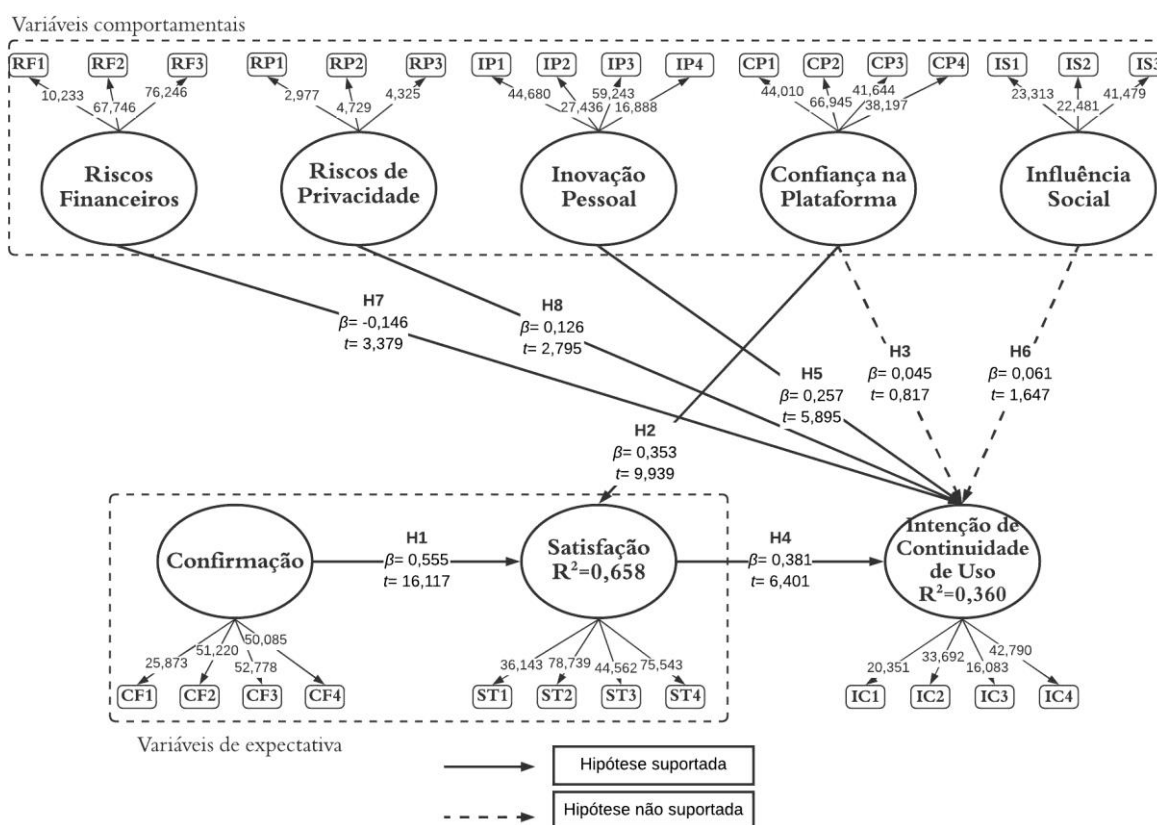 Variáveis comportamentais
RF1 RF2 RF3 RP1 RP2 RP3 IP1 IP2 IP3 IP4 CP1 CP2 CP3 CP4 IS1 IS2 IS3
10,233 67,746 76,246 2,977 4,729 4,325 44,680 27,436 59,243 16,888 44,010 66,945 41,644 38,197 23,313 22,481 41,479
Riscos
Financeiros
Riscos de
Privacidade
Inovação
Pessoal
Confiança na
Plataforma
Influência
Social
H7
β= -0,146
t= 3,379
H8
β= 0,126
t= 2,795
H5
β= 0,257
t= 5,895
H3
β= 0,045
t= 0,817
H6
β= 0,061
t= 1,647
H2
β= 0,353
t= 9,939
Confirmação
H1
β= 0,555
t= 16,117
Satisfação
R²=0,658
H4
β= 0,381
t= 6,401
Intenção de
Continuidade
de Uso
R²=0,360
25,873 51,220 52,778 50,085 36,143 78,739 44,562 75,543 20,351 33,692 16,083 42,790
CF1 CF2 CF3 CF4 ST1 ST2 ST3 ST4 IC1 IC2 IC3 IC4
Variáveis de expectativa
Hipótese suportada
Hipótese não suportada